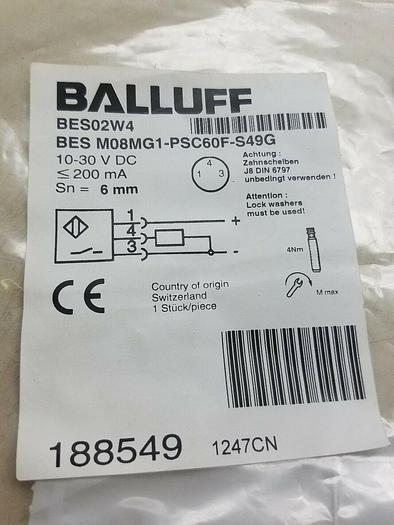 BALLUFF
BES02W4
BES M08MG1-PSC60F-S49G
10-30 V DC
≤ 200 mA
Sn = 6 mm
4
1 3
Achtung :
Zahnscheiben
J8 DIN 6797
unbedingt verwenden !
Attention :
Lock washers
must be used!
1
4
3
+
-
4Nm
M max
CE
Country of origin
Switzerland
1 Stück/piece
188549 1247CN